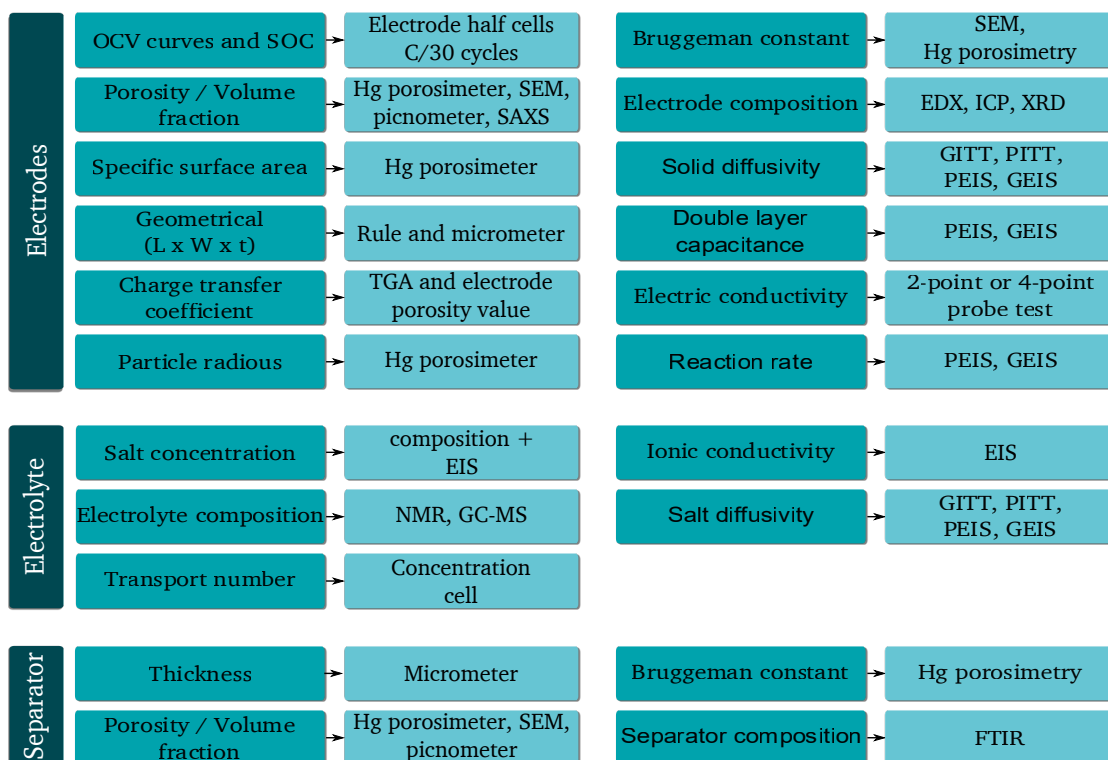 Electrodes
OCV curves and SOC
Electrode half cells
C/30 cycles
Porosity / Volume
fraction
Hg porosimeter, SEM,
picnometer, SAXS
Specific surface area
Hg porosimeter
Geometrical
(L x W x t)
Rule and micrometer
Charge transfer
coefficient
TGA and electrode
porosity value
Particle radious
Hg porosimeter
Bruggeman constant
SEM,
Hg porosimetry
Electrode composition
EDX, ICP, XRD
Solid diffusivity
GITT, PITT,
PEIS, GEIS
Double layer
capacitance
PEIS, GEIS
Electric conductivity
2-point or 4-point
probe test
Reaction rate
PEIS, GEIS
Electrolyte
Salt concentration
composition +
EIS
Electrolyte composition
NMR, GC-MS
Transport number
Concentration
cell
Ionic conductivity
EIS
Salt diffusivity
GITT, PITT,
PEIS, GEIS
Separator
Thickness
Micrometer
Porosity / Volume
fraction
Hg porosimeter, SEM,
picnometer
Bruggeman constant
Hg porosimetry
Separator composition
FTIR